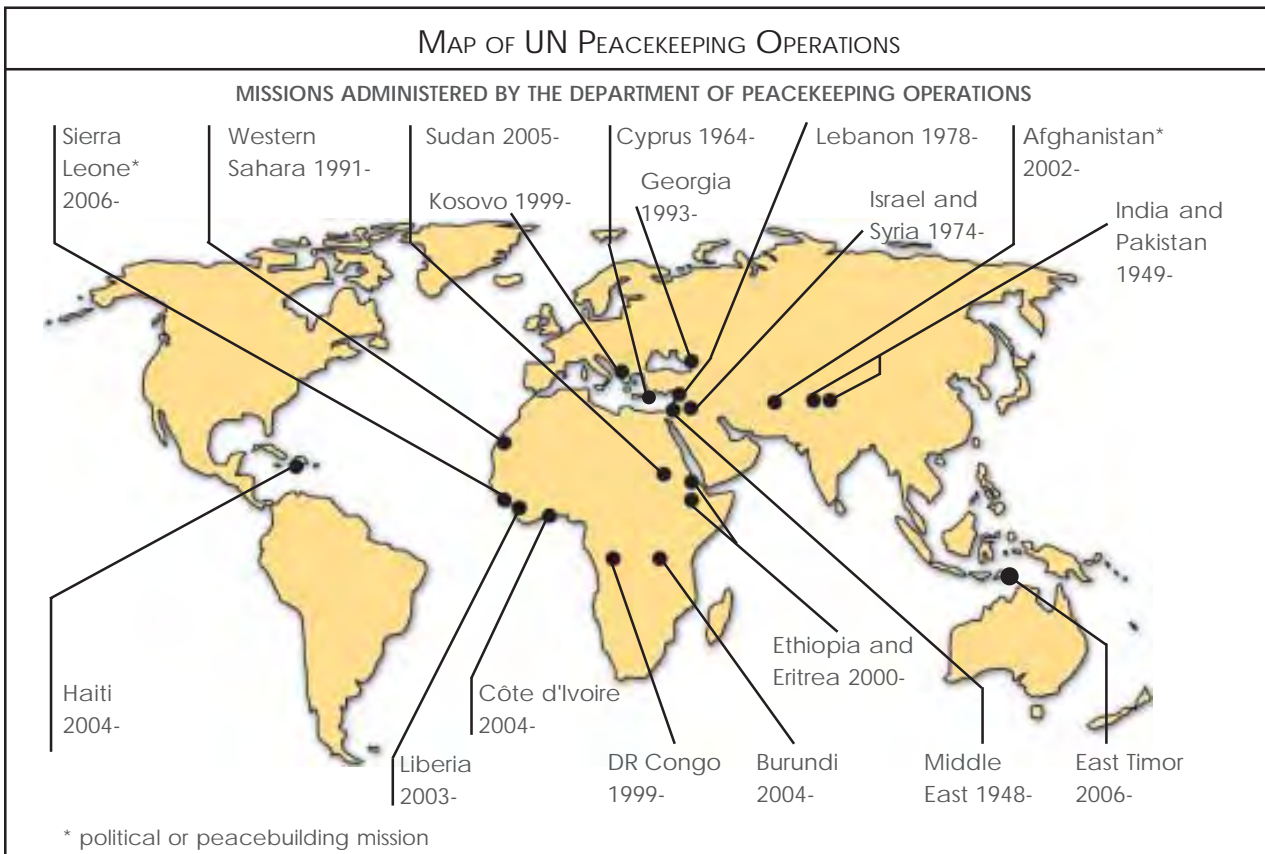 MAP OF UN PEACEKEEPING OPERATIONS
MISSIONS ADMINISTERED BY THE DEPARTMENT OF PEACEKEEPING OPERATIONS
Sierra
Leone*
2006-
Western
Sahara 1991-
Sudan 2005-
Kosovo 1999-
Cyprus 1964-
Georgia
1993-
Lebanon 1978-
Israel and
Syria 1974-
Afghanistan*
2002-
India and
Pakistan
1949-
Haiti
2004-
Liberia
2003-
Côte d'Ivoire
2004-
DR Congo
1999-
Burundi
2004-
Ethiopia and
Eritrea 2000-
Middle
East 1948-
East Timor
2006-
* political or peacebuilding mission